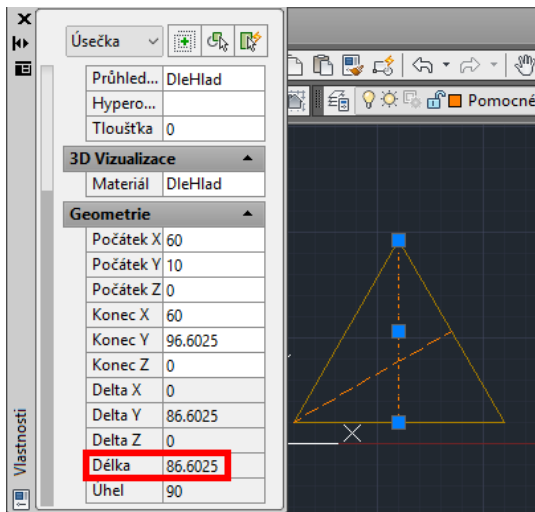 Úsečka
Průhled... DleHlad
Hypero...
Tloušťka 0
3D Vizualizace
Materiál DleHlad
Geometrie
Počátek X 60
Počátek Y 10
Počátek Z 0
Konec X 60
Konec Y 96.6025
Konec Z 0
Delta X 0
Delta Y 86.6025
Delta Z 0
Délka 86.6025
Úhel 90
Vlastnosti
Pomocné